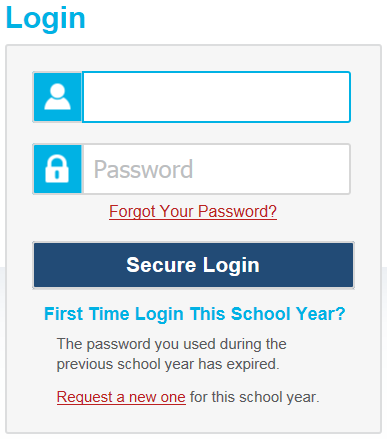 Login
Password
Forgot Your Password?
Secure Login
First Time Login This School Year?
The password you used during the
previous school year has expired.
Request a new one for this school year.